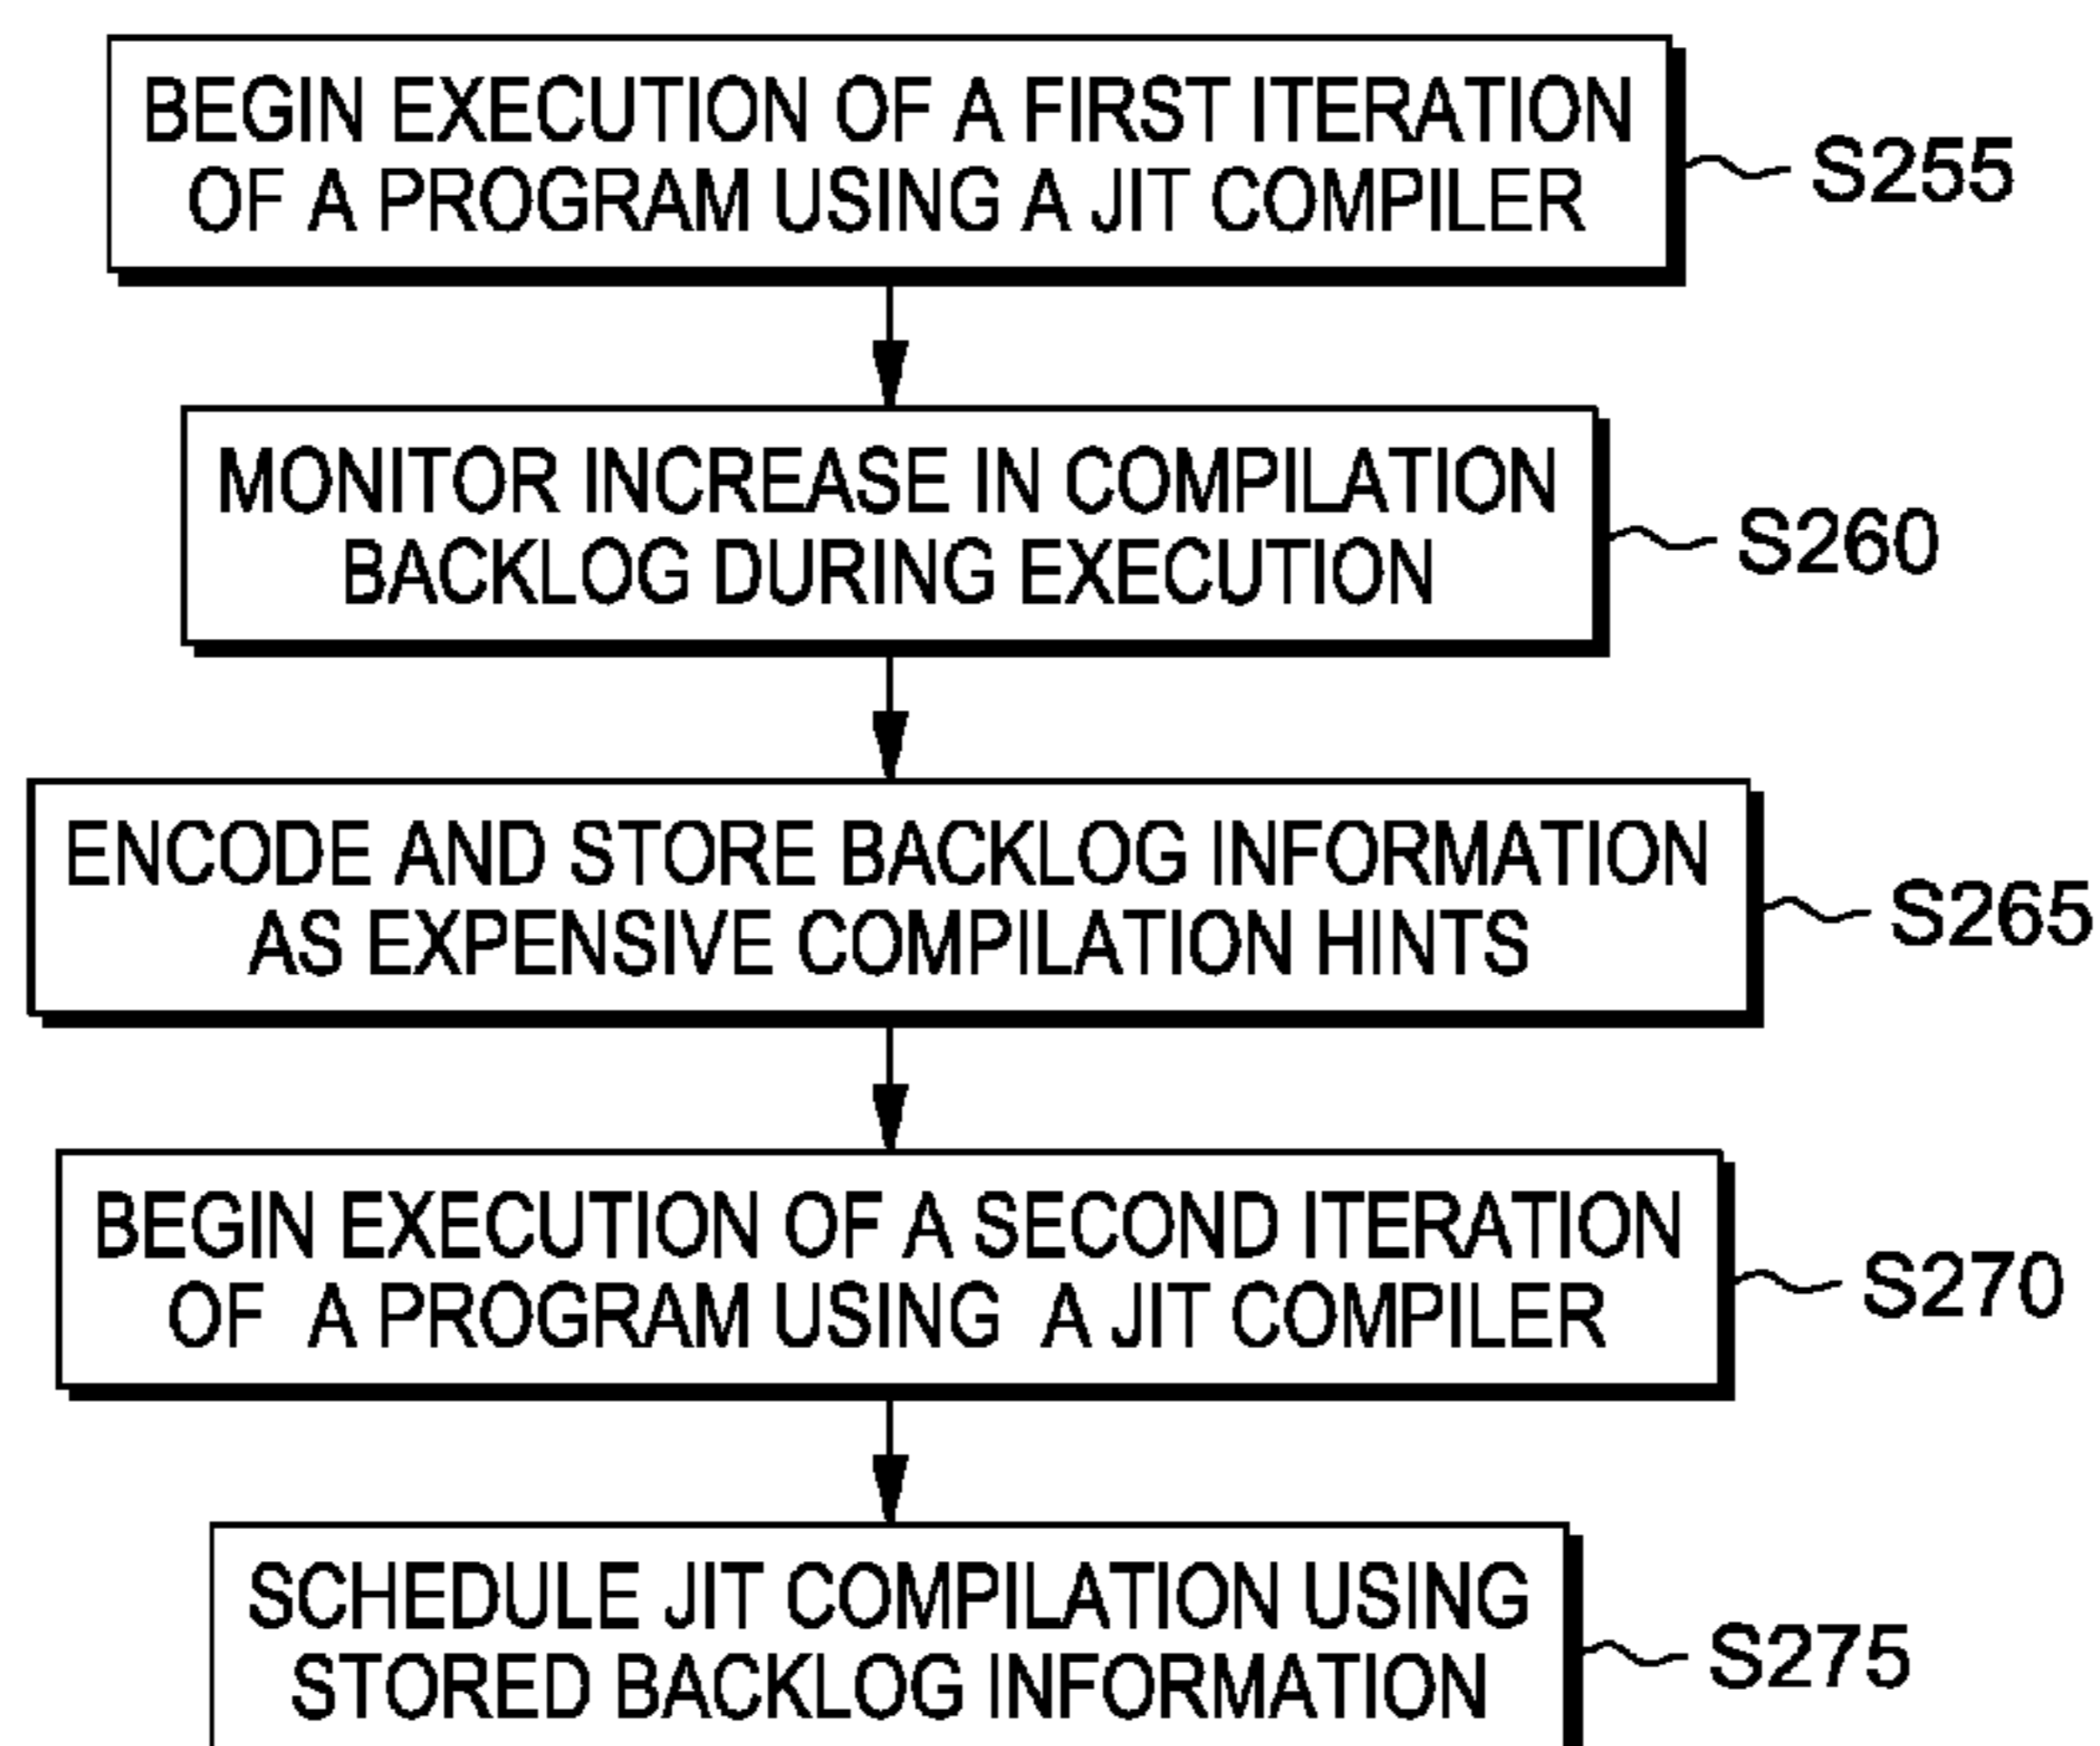 BEGIN EXECUTION OF A FIRST ITERATION
OF A PROGRAM USING A JIT COMPILER
S255
MONITOR INCREASE IN COMPILATION
BACKLOG DURING EXECUTION
S260
ENCODE AND STORE BACKLOG INFORMATION
AS EXPENSIVE COMPILATION HINTS
S265
BEGIN EXECUTION OF A SECOND ITERATION
OF A PROGRAM USING A JIT COMPILER
S270
SCHEDULE JIT COMPILATION USING
STORED BACKLOG INFORMATION
S275